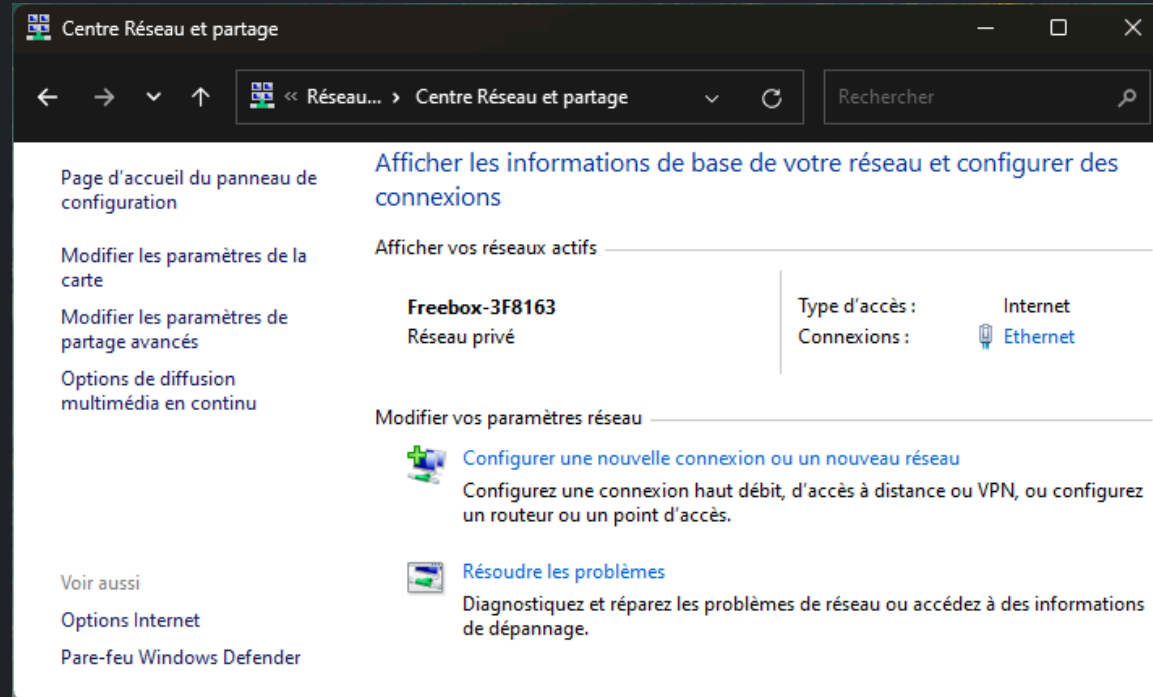 Centre Réseau et partage
« Réseau... › Centre Réseau et partage
Rechercher
Page d'accueil du panneau de
configuration
Modifier les paramètres de la
carte
Modifier les paramètres de
partage avancés
Options de diffusion
multimédia en continu
Voir aussi
Options Internet
Pare-feu Windows Defender
Afficher les informations de base de votre réseau et configurer des
connexions
Afficher vos réseaux actifs
Freebox-3F8163
Réseau privé
Type d'accès : Internet
Connexions : Ethernet
Modifier vos paramètres réseau
Configurer une nouvelle connexion ou un nouveau réseau
Configurez une connexion haut débit, d'accès à distance ou VPN, ou configurez
un routeur ou un point d'accès.
Résoudre les problèmes
Diagnostiquez et réparez les problèmes de réseau ou accédez à des informations
de dépannage.